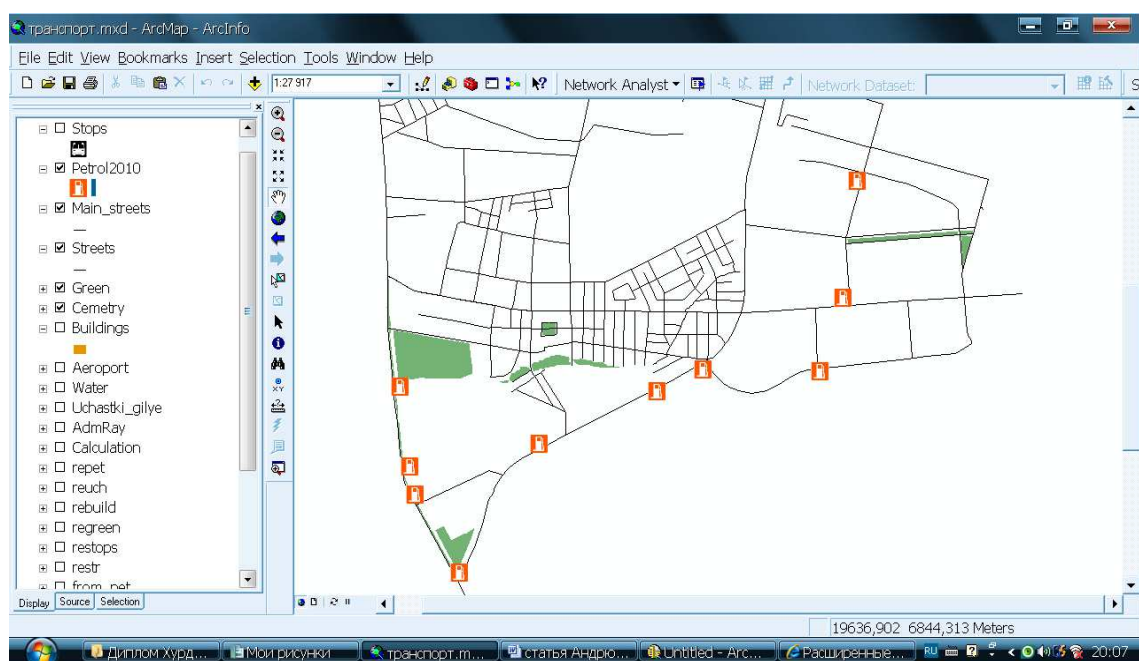 транспорт.mxd - ArcMap - ArcInfo
File Edit View Bookmarks Insert Selection Tools Window Help
1:27 917 Network Analyst Network Dataset: S
Stops
Petrol2010
Main_streets
Streets
Green
Cemetry
Buildings
Aeroport
Water
Uchastki_gilye
AdmRay
Calculation
repet
reuch
rebuild
regreen
restops
restr
from_pet
Display Source Selection
19636,902 6844,313 Meters
Диплом Хурд... Мои рисунки транспорт.m... статья Андрю... Untitled - Arc... Расширенные... RU 20:07